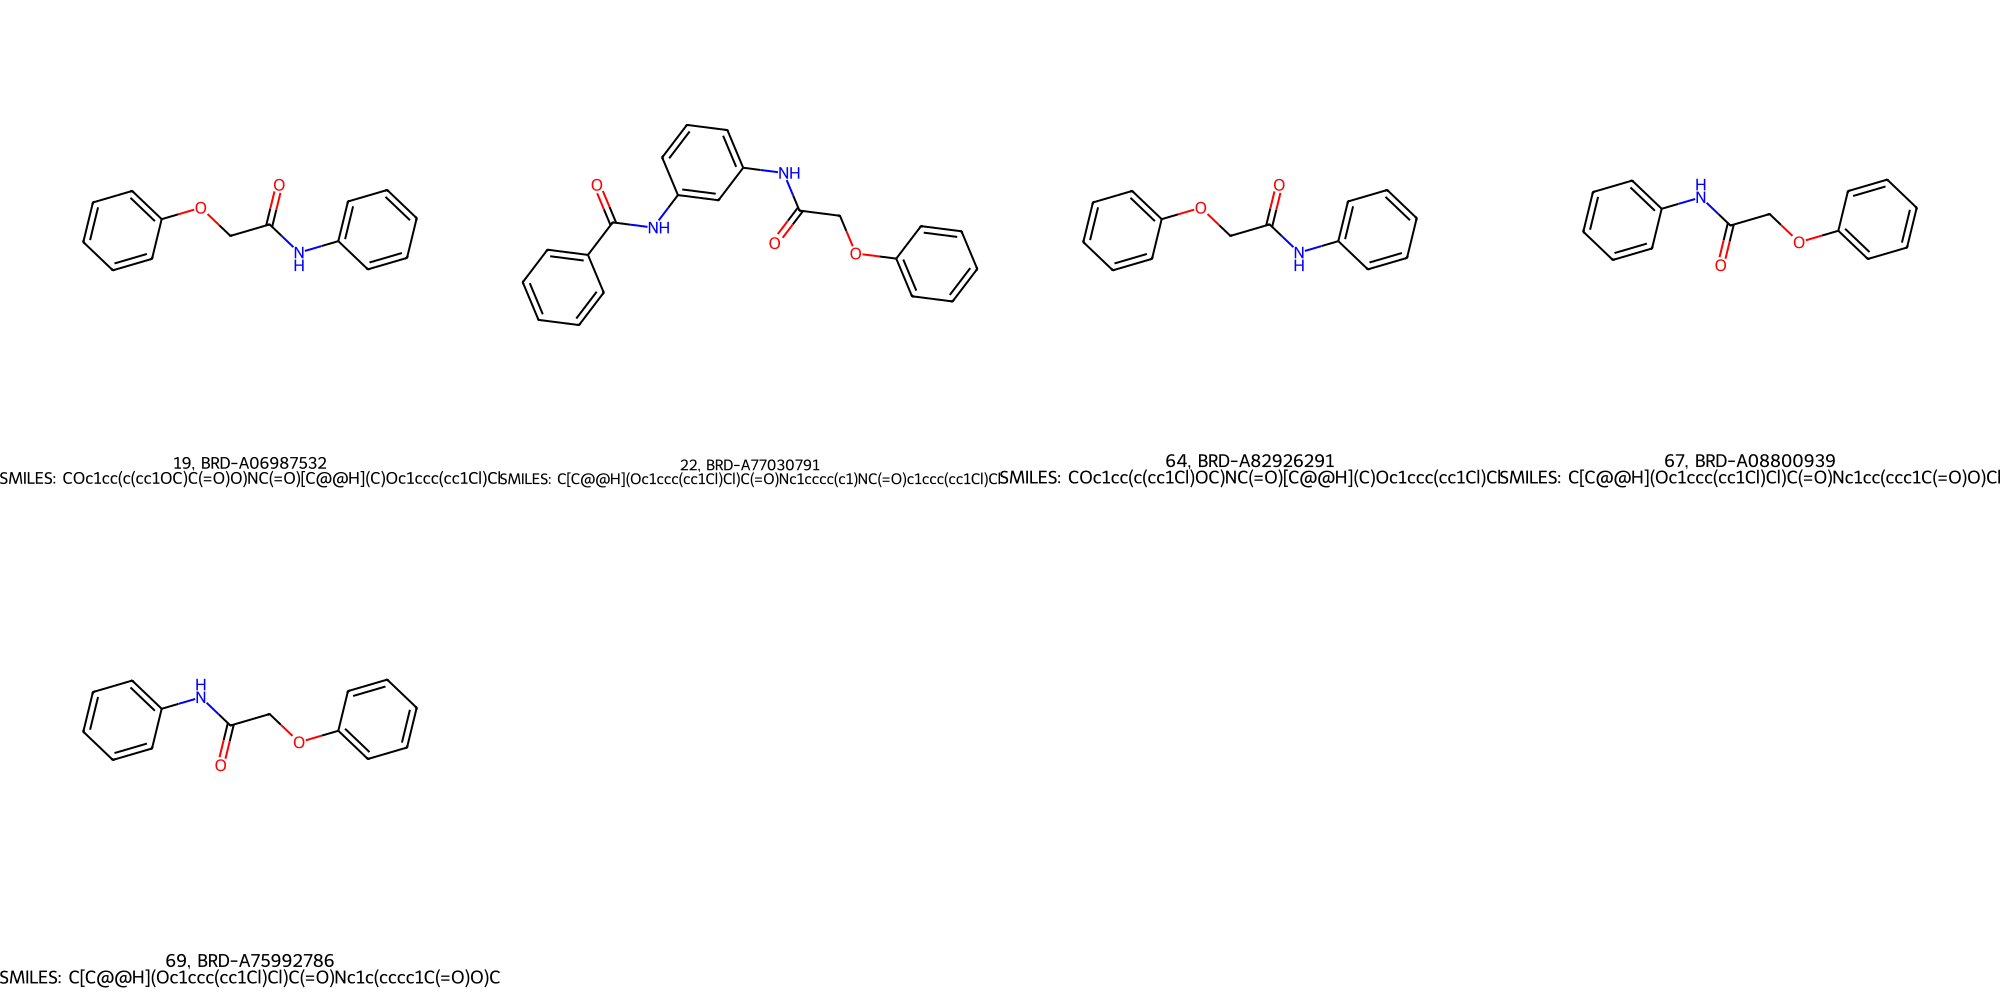 O
O
N
H
NH
O
NH
O
O
O
O
N
H
H
N
O
O
19, BRD-A06987532
SMILES: COc1cc(c(cc1OC)C(=O)O)NC(=O)[C@@H](C)Oc1ccc(cc1Cl)Cl
22, BRD-A77030791
SMILES: C[C@@H](Oc1ccc(cc1Cl)Cl)C(=O)Nc1cccc(c1)NC(=O)c1ccc(cc1Cl)Cl
64, BRD-A82926291
SMILES: COc1cc(c(cc1Cl)OC)NC(=O)[C@@H](C)Oc1ccc(cc1Cl)Cl
67, BRD-A08800939
SMILES: C[C@@H](Oc1ccc(cc1Cl)Cl)C(=O)Nc1cc(ccc1C(=O)O)Cl
H
N
O
O
69, BRD-A75992786
SMILES: C[C@@H](Oc1ccc(cc1Cl)Cl)C(=O)Nc1c(cccc1C(=O)O)C